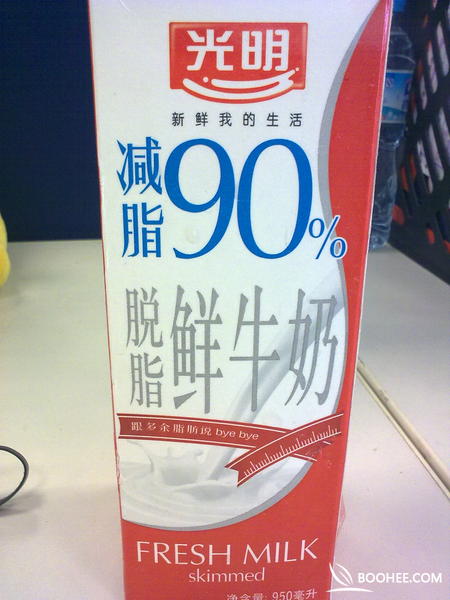 光明
新鲜我的生活
减脂90%
脱脂鲜牛奶
跟多余脂肪说 bye bye
FRESH MILK
skimmed
净含量: 950毫升
BOOHEE.COM